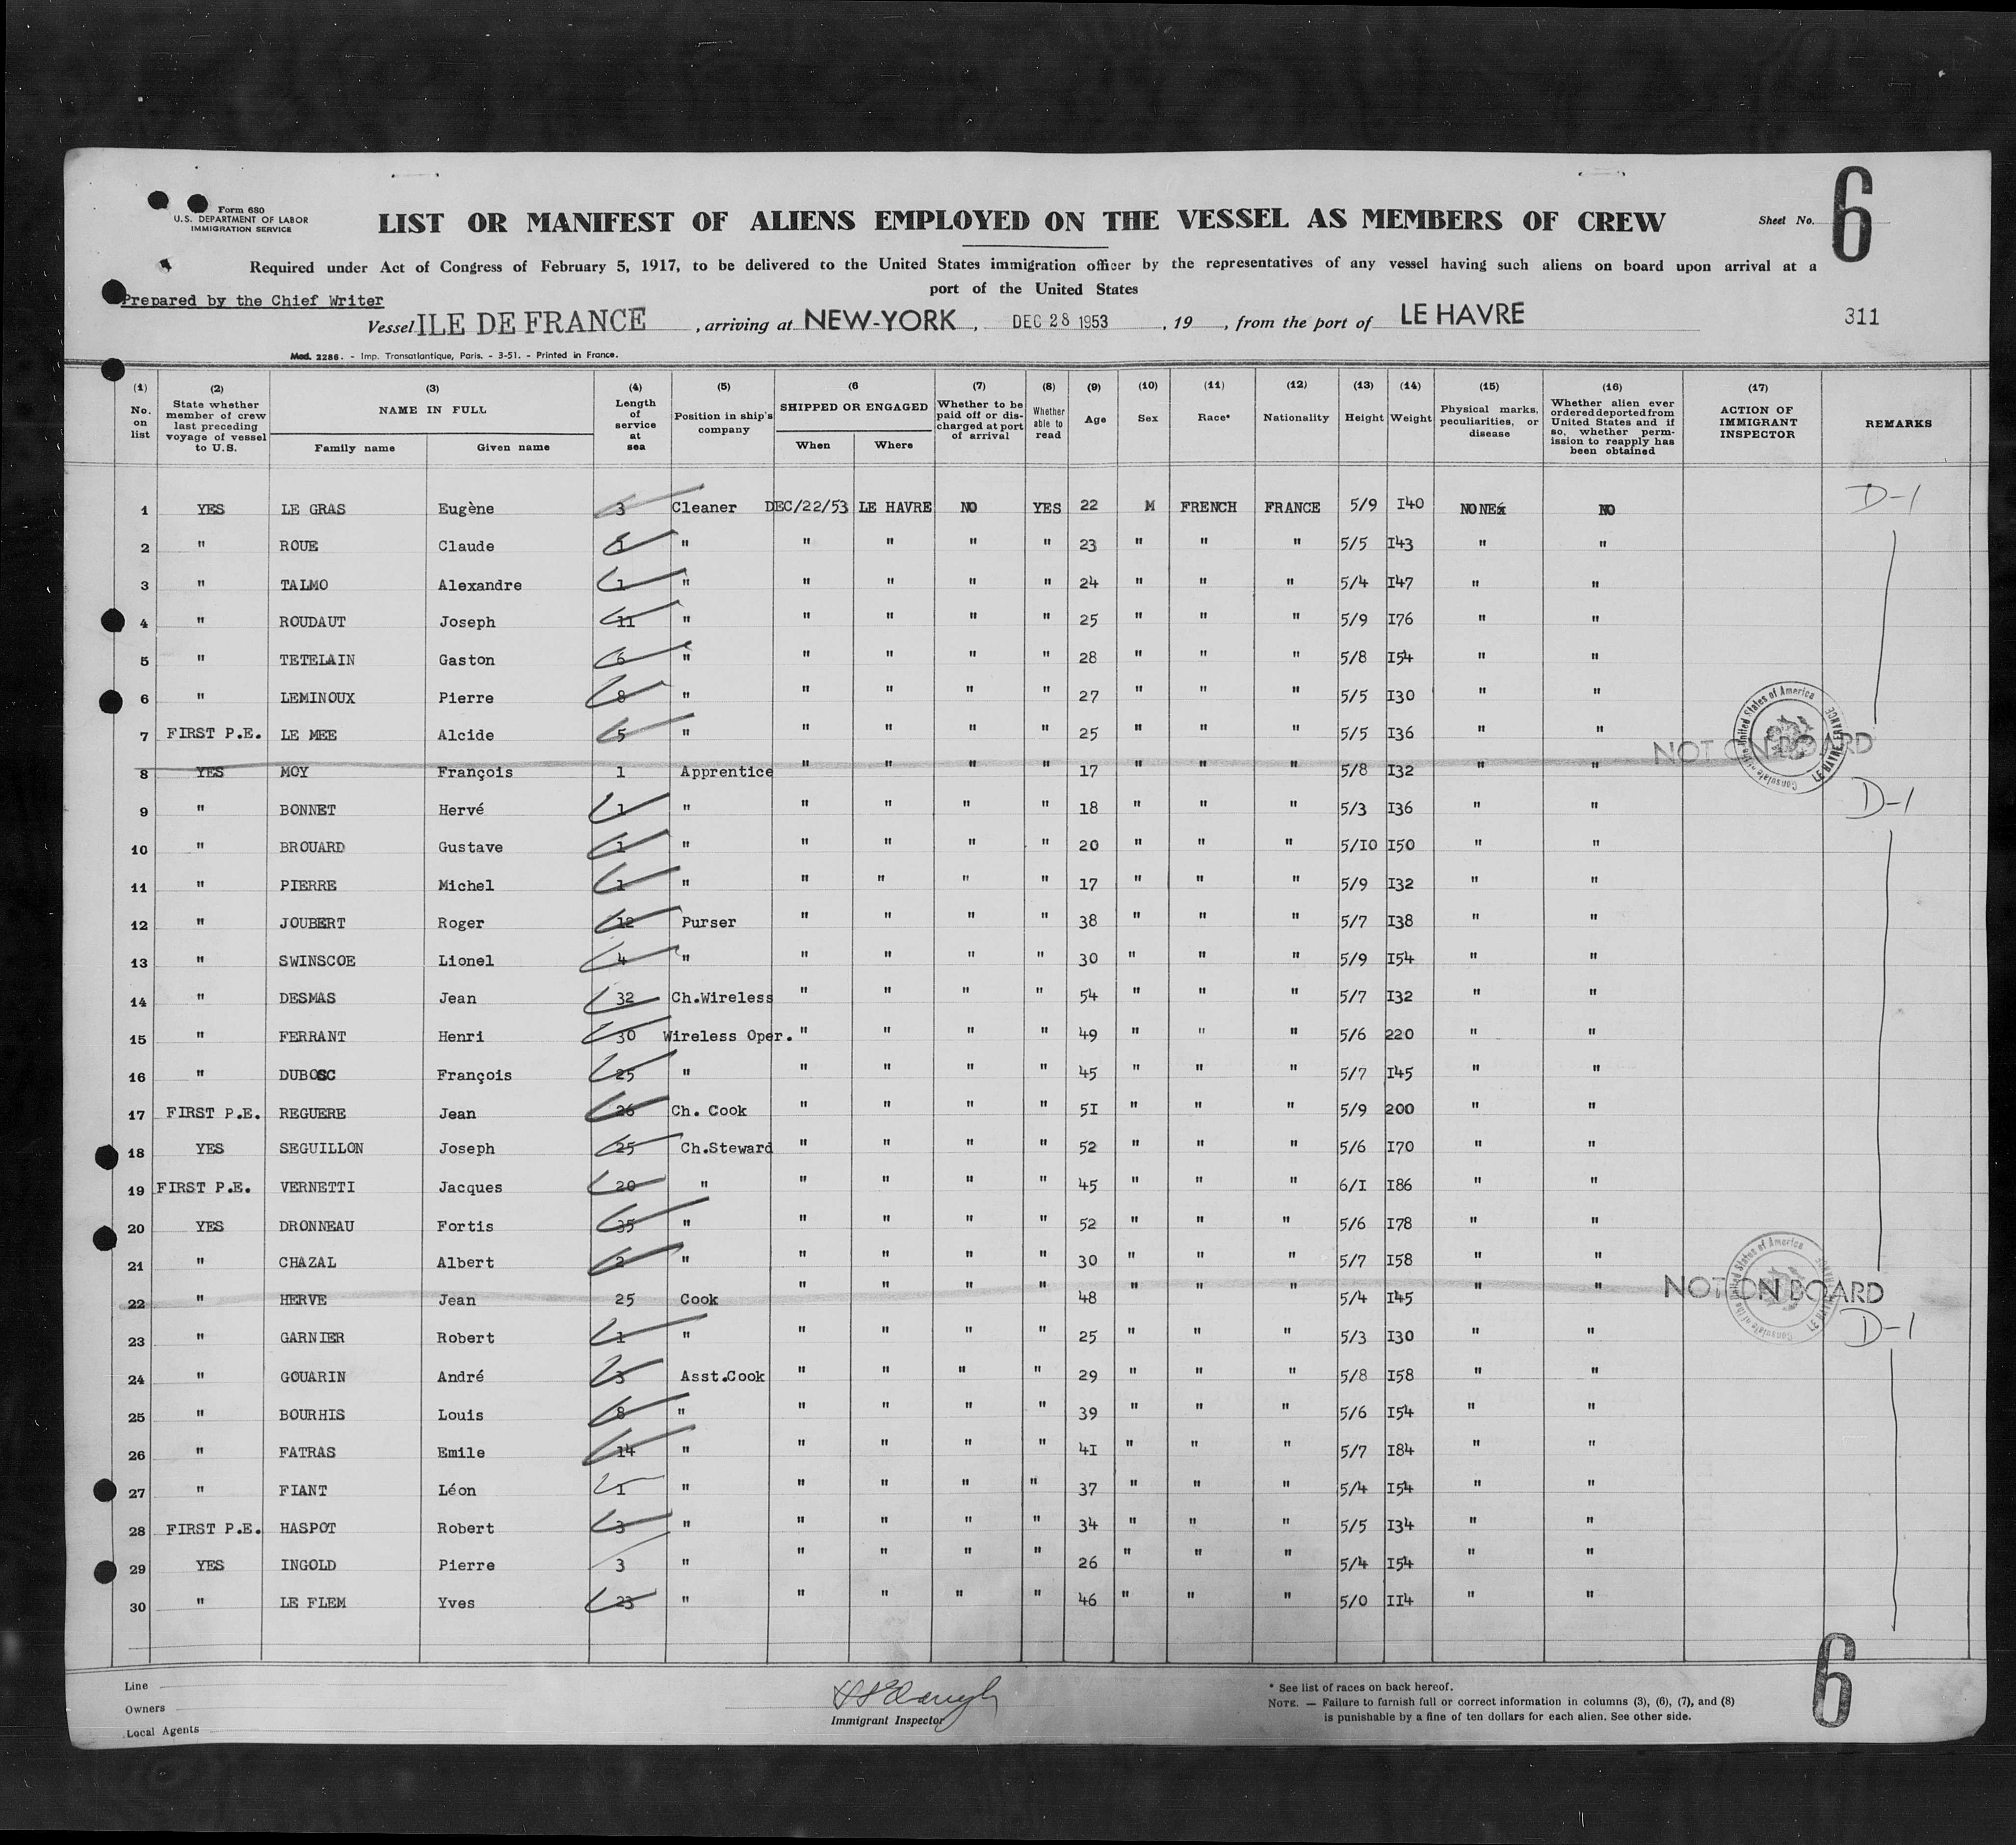 Form 680
U.S. DEPARTMENT OF LABOR
IMMIGRATION SERVICE
LIST OR MANIFEST OF ALIENS EMPLOYED ON THE VESSEL AS MEMBERS OF CREW
Sheet No. 6
Required under Act of Congress of February 5, 1917, to be delivered to the United States immigration officer by the representatives of any vessel having such aliens on board upon arrival at a
port of the United States
Prepared by the Chief Writer
Vessel ILE DE FRANCE , arriving at NEW-YORK , DEC 28 1953 , 19 , from the port of LE HAVRE 311
Mod. 2286. - Imp. Transatlantique, Paris. - 3-51. - Printed in France.
(1) No. on list
(2) State whether member of crew last preceding voyage of vessel to U.S.
(3) NAME IN FULL Family name Given name
(4) Length of service at sea
(5) Position in ship's company
(6 SHIPPED OR ENGAGED When Where
(7) Whether to be paid off or discharged at port of arrival
(8) Whether able to read
(9) Age
(10) Sex
(11) Race*
(12) Nationality
(13) Height
(14) Weight
(15) Physical marks, peculiarities, or disease
(16) Whether alien ever ordered deported from United States and if so, whether permission to reapply has been obtained
(17) ACTION OF IMMIGRANT INSPECTOR
REMARKS
1 YES LE GRAS Eugène 3 Cleaner DEC/22/53 LE HAVRE NO YES 22 M FRENCH FRANCE 5/9 I40 NONE NO D-1
2 " ROUE Claude 1 " " " " " 23 " " " 5/5 I43 " "
3 " TALMO Alexandre 1 " " " " " 24 " " " 5/4 I47 " "
4 " ROUDAUT Joseph 11 " " " " " 25 " " " 5/9 I76 " "
5 " TETELAIN Gaston 6 " " " " " 28 " " " 5/8 I54 " "
6 " LEMINOUX Pierre 8 " " " " " 27 " " " 5/5 I30 " "
7 FIRST P.E. LE MEE Alcide 5 " " " " " 25 " " " 5/5 I36 " "
8 YES MOY François 1 Apprentice " " " " 17 " " " 5/8 I32 " " NOT ON BOARD
Consulate of the United States of America LE HAVRE, FRANCE
9 " BONNET Hervé 1 " " " " " 18 " " " 5/3 I36 " " D-1
10 " BROUARD Gustave 1 " " " " " 20 " " " 5/I0 I50 " "
11 " PIERRE Michel 1 " " " " " 17 " " " 5/9 I32 " "
12 " JOUBERT Roger 12 Purser " " " " 38 " " " 5/7 I38 " "
13 " SWINSCOE Lionel 4 " " " " " 30 " " " 5/9 I54 " "
14 " DESMAS Jean 32 Ch.Wireless " " " " 54 " " " 5/7 I32 " "
15 " FERRANT Henri 30 Wireless Oper. " " " " 49 " " " 5/6 220 " "
16 " DUBOSC François 25 " " " " " 45 " " " 5/7 I45 " "
17 FIRST P.E. REGUERE Jean 26 Ch. Cook " " " " 5I " " " 5/9 200 " "
18 YES SEGUILLON Joseph 25 Ch.Steward " " " " 52 " " " 5/6 I70 " "
19 FIRST P.E. VERNETTI Jacques 20 " " " " " 45 " " " 6/I I86 " "
20 YES DRONNEAU Fortis 35 " " " " " 52 " " " 5/6 I78 " "
21 " CHAZAL Albert 2 " " " " " 30 " " " 5/7 I58 " "
22 " HERVE Jean 25 Cook " " " " 48 " " " 5/4 I45 " " NOT ON BOARD
Consulate of the United States of America LE HAVRE, FRANCE
23 " GARNIER Robert 1 " " " " " 25 " " " 5/3 I30 " " D-1
24 " GOUARIN André 3 Asst.Cook " " " " 29 " " " 5/8 I58 " "
25 " BOURHIS Louis 8 " " " " " 39 " " " 5/6 I54 " "
26 " FATRAS Emile 14 " " " " " 4I " " " 5/7 I84 " "
27 " FIANT Léon 1 " " " " " 37 " " " 5/4 I54 " "
28 FIRST P.E. HASPOT Robert 3 " " " " " 34 " " " 5/5 I34 " "
29 YES INGOLD Pierre 3 " " " " " 26 " " " 5/4 I54 " "
30 " LE FLEM Yves 23 " " " " " 46 " " " 5/0 II4 " "
Line
Owners
Local Agents
Immigrant Inspector
* See list of races on back hereof.
NOTE. — Failure to furnish full or correct information in columns (3), (6), (7), and (8)
is punishable by a fine of ten dollars for each alien. See other side.
6